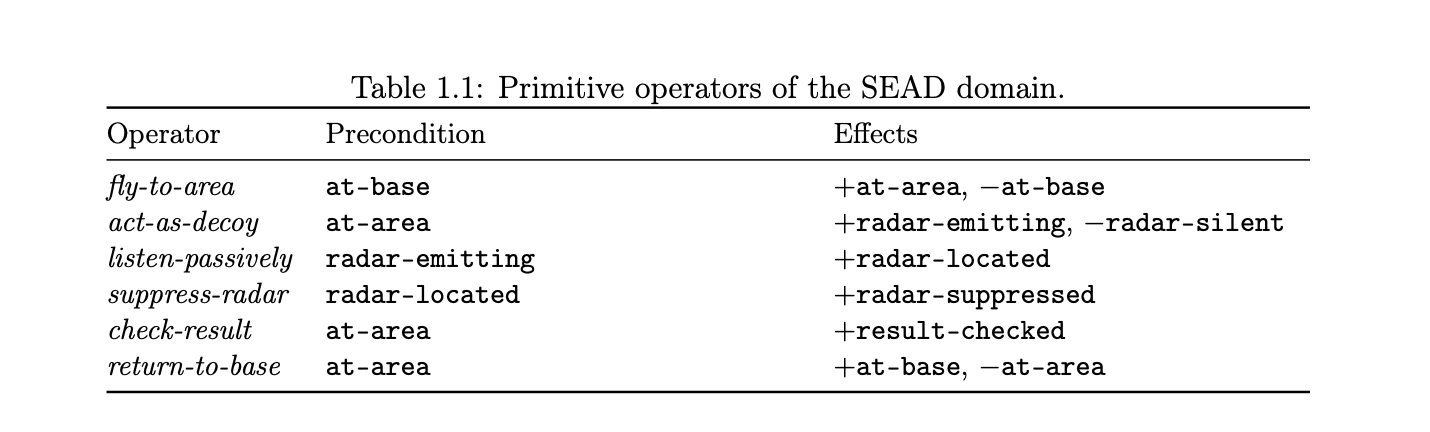 Table 1.1: Primitive operators of the SEAD domain.
Operator Precondition Effects
fly-to-area at-base +at-area, −at-base
act-as-decoy at-area +radar-emitting, −radar-silent
listen-passively radar-emitting +radar-located
suppress-radar radar-located +radar-suppressed
check-result at-area +result-checked
return-to-base at-area +at-base, −at-area